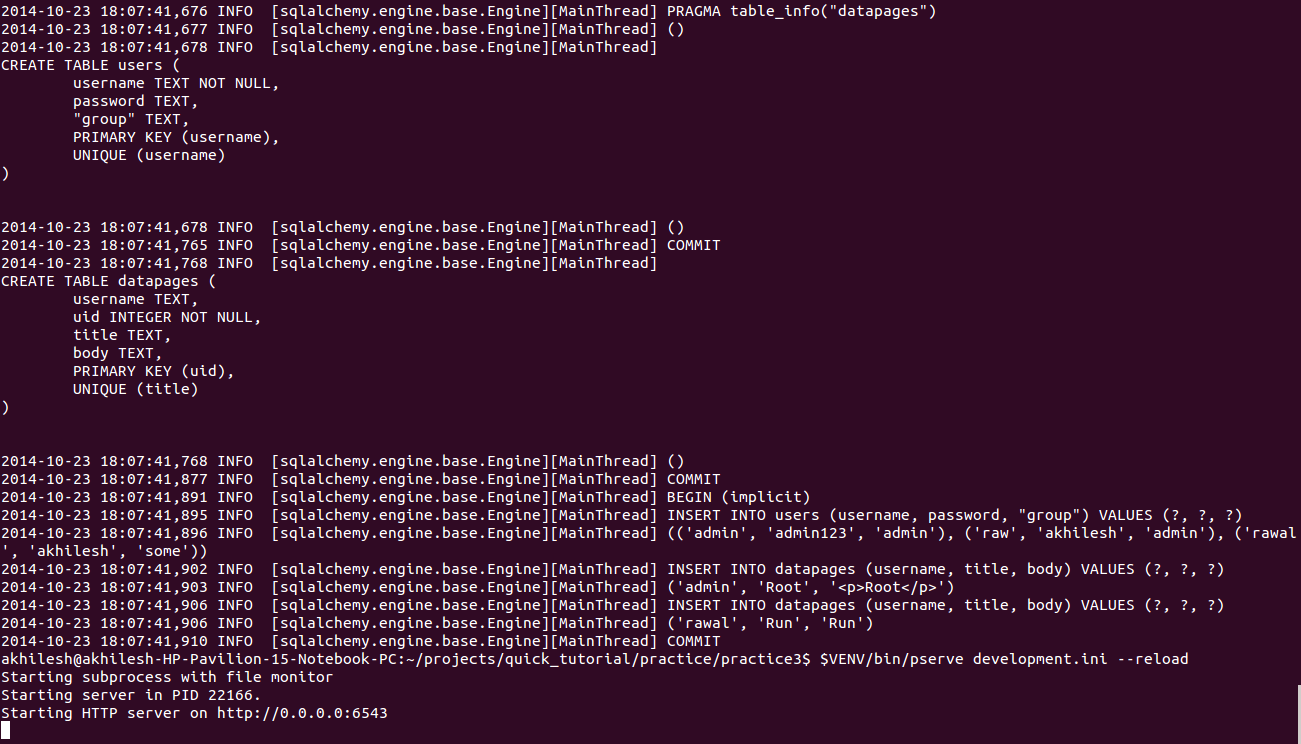 2014-10-23 18:07:41,676 INFO  [sqlalchemy.engine.base.Engine][MainThread] PRAGMA table_info("datapages")
2014-10-23 18:07:41,677 INFO  [sqlalchemy.engine.base.Engine][MainThread] ()
2014-10-23 18:07:41,678 INFO  [sqlalchemy.engine.base.Engine][MainThread]
CREATE TABLE users (
        username TEXT NOT NULL,
        password TEXT,
        "group" TEXT,
        PRIMARY KEY (username),
        UNIQUE (username)
)
2014-10-23 18:07:41,678 INFO  [sqlalchemy.engine.base.Engine][MainThread] ()
2014-10-23 18:07:41,765 INFO  [sqlalchemy.engine.base.Engine][MainThread] COMMIT
2014-10-23 18:07:41,768 INFO  [sqlalchemy.engine.base.Engine][MainThread]
CREATE TABLE datapages (
        username TEXT,
        uid INTEGER NOT NULL,
        title TEXT,
        body TEXT,
        PRIMARY KEY (uid),
        UNIQUE (title)
)
2014-10-23 18:07:41,768 INFO  [sqlalchemy.engine.base.Engine][MainThread] ()
2014-10-23 18:07:41,877 INFO  [sqlalchemy.engine.base.Engine][MainThread] COMMIT
2014-10-23 18:07:41,891 INFO  [sqlalchemy.engine.base.Engine][MainThread] BEGIN (implicit)
2014-10-23 18:07:41,895 INFO  [sqlalchemy.engine.base.Engine][MainThread] INSERT INTO users (username, password, "group") VALUES (?, ?, ?)
2014-10-23 18:07:41,896 INFO  [sqlalchemy.engine.base.Engine][MainThread] (('admin', 'admin123', 'admin'), ('raw', 'akhilesh', 'admin'), ('rawal
', 'akhilesh', 'some'))
2014-10-23 18:07:41,902 INFO  [sqlalchemy.engine.base.Engine][MainThread] INSERT INTO datapages (username, title, body) VALUES (?, ?, ?)
2014-10-23 18:07:41,903 INFO  [sqlalchemy.engine.base.Engine][MainThread] ('admin', 'Root', '<p>Root</p>')
2014-10-23 18:07:41,906 INFO  [sqlalchemy.engine.base.Engine][MainThread] INSERT INTO datapages (username, title, body) VALUES (?, ?, ?)
2014-10-23 18:07:41,906 INFO  [sqlalchemy.engine.base.Engine][MainThread] ('rawal', 'Run', 'Run')
2014-10-23 18:07:41,910 INFO  [sqlalchemy.engine.base.Engine][MainThread] COMMIT
akhilesh@akhilesh-HP-Pavilion-15-Notebook-PC:~/projects/quick_tutorial/practice/practice3$ $VENV/bin/pserve development.ini --reload
Starting subprocess with file monitor
Starting server in PID 22166.
Starting HTTP server on http://0.0.0.0:6543